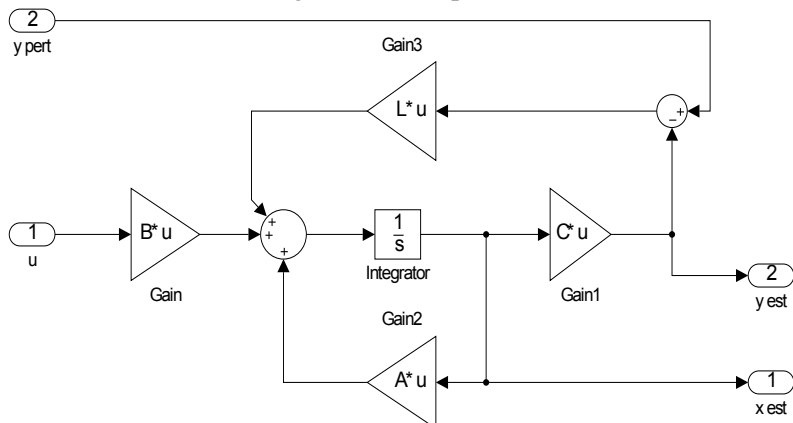 2
y pert
Gain3
L* u
+
−
1
u
B* u
Gain
+
+
+
1
s
Integrator
C* u
Gain1
2
y est
Gain2
A* u
1
x est